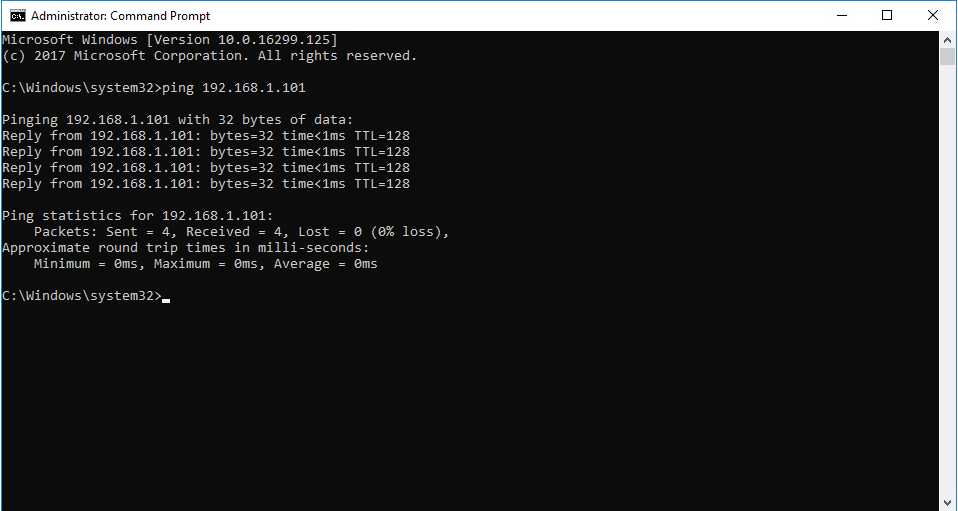 Administrator: Command Prompt
Microsoft Windows [Version 10.0.16299.125]
(c) 2017 Microsoft Corporation. All rights reserved.
C:\Windows\system32>ping 192.168.1.101
Pinging 192.168.1.101 with 32 bytes of data:
Reply from 192.168.1.101: bytes=32 time<1ms TTL=128
Reply from 192.168.1.101: bytes=32 time<1ms TTL=128
Reply from 192.168.1.101: bytes=32 time<1ms TTL=128
Reply from 192.168.1.101: bytes=32 time<1ms TTL=128
Ping statistics for 192.168.1.101:
    Packets: Sent = 4, Received = 4, Lost = 0 (0% loss),
Approximate round trip times in milli-seconds:
    Minimum = 0ms, Maximum = 0ms, Average = 0ms
C:\Windows\system32>